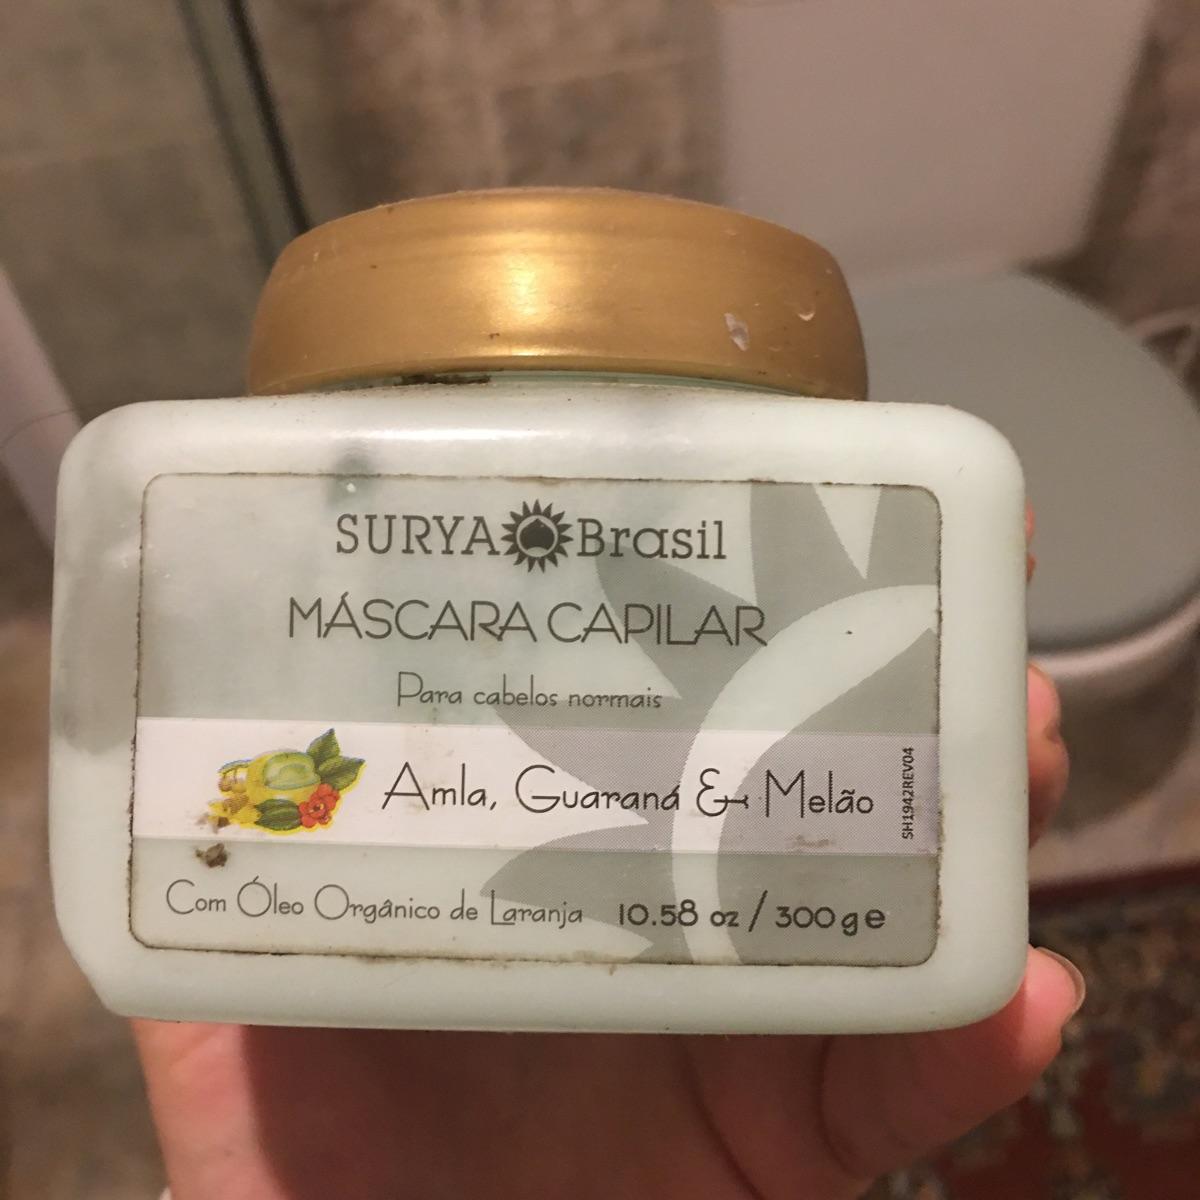 SURYA Brasil
MÁSCARA CAPILAR
Para cabelos normais
Amla, Guaraná & Melão
SH1942REV04
Com Óleo Orgânico de Laranja 10.58 oz / 300 g e